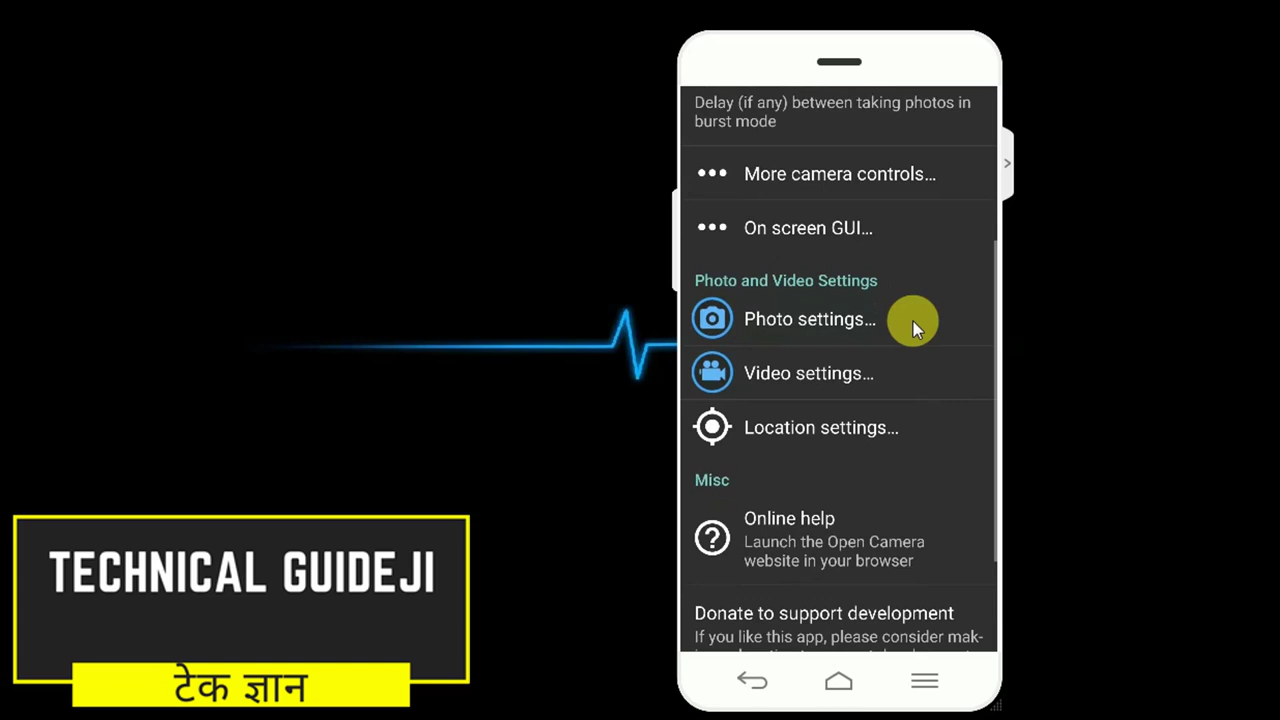 Delay (if any) between taking photos in
burst mode
More camera controls...
On screen GUI...
Photo and Video Settings
Photo settings...
Video settings...
Location settings...
Misc
Online help
Launch the Open Camera
website in your browser
Donate to support development
If you like this app, please consider mak-
TECHNICAL GUIDEJI
टेक ज्ञान